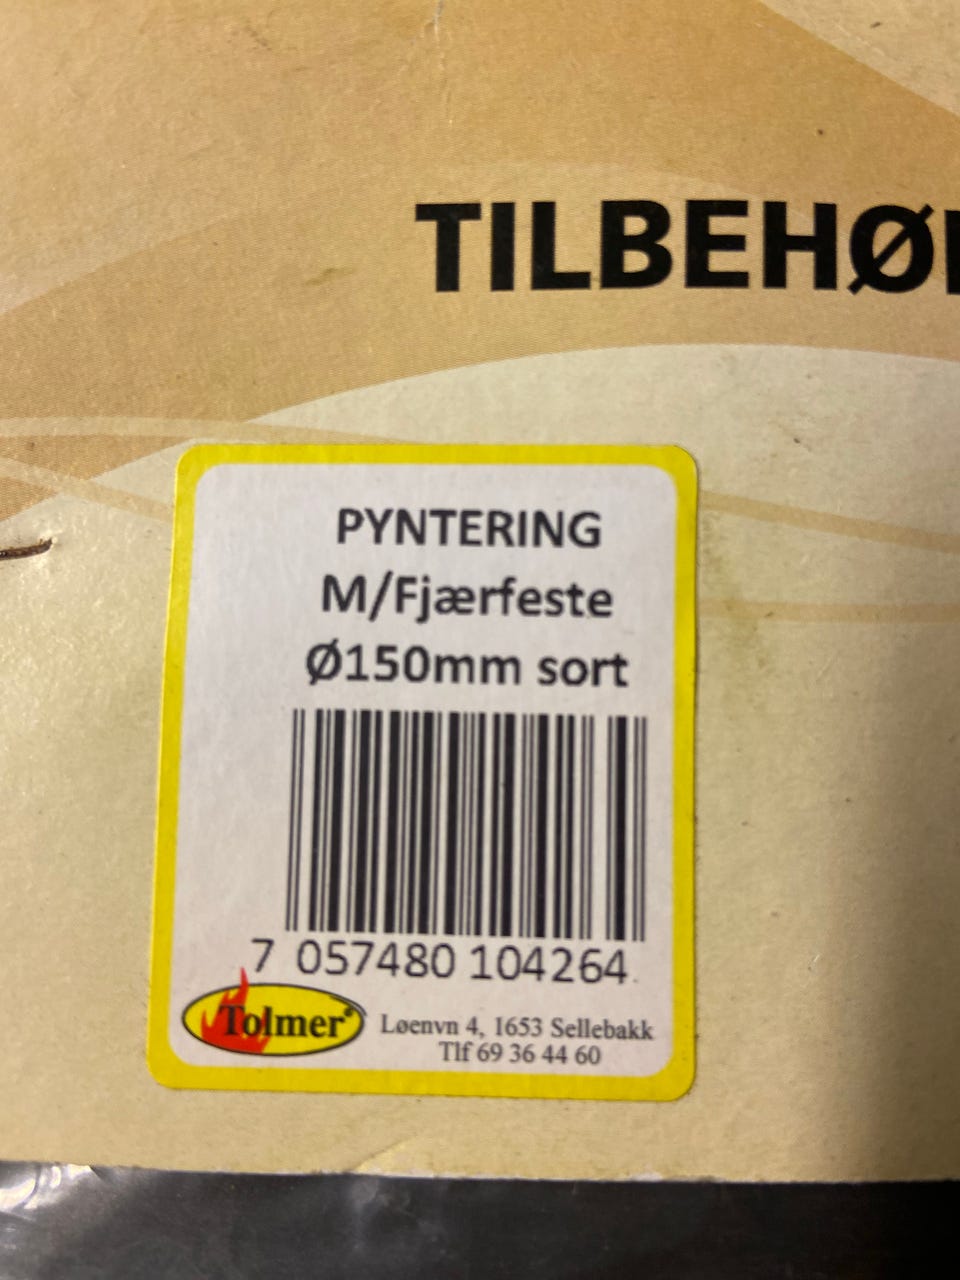 TILBEHØ
PYNTERING
M/Fjærfeste
Ø150mm sort
7 057480 104264
Tolmer®
Løenvn 4, 1653 Sellebakk
Tlf 69 36 44 60